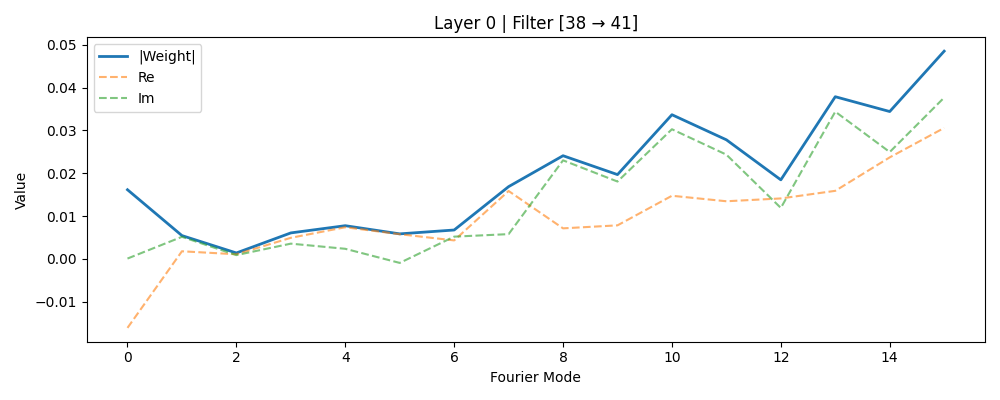 Layer 0 | Filter [38 → 41]
|Weight|
Re
Im
Value
0.05
0.04
0.03
0.02
0.01
0.00
−0.01
0 2 4 6 8 10 12 14
Fourier Mode